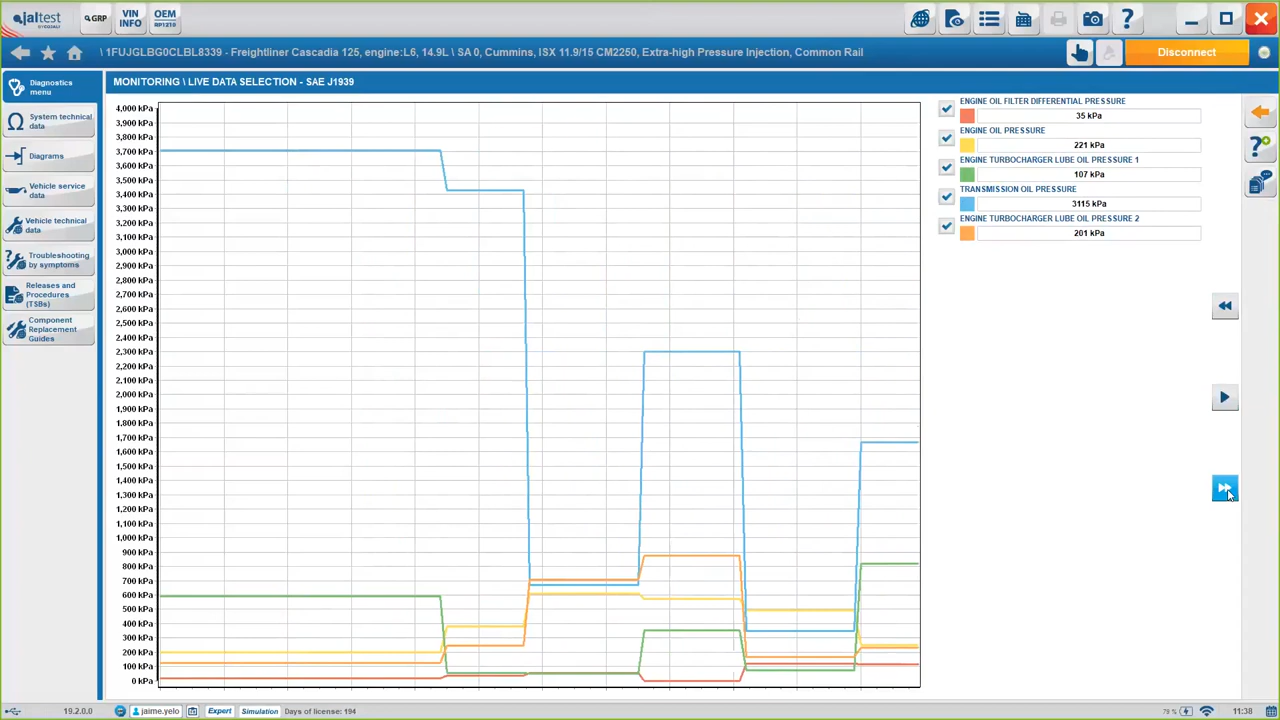 jaltest
BY COJALI
GRP
VIN INFO
OEM
RP1210
?
\ 1FUJGLBG0CLBL8339 - Freightliner Cascadia 125, engine:L6, 14.9L \ SA 0, Cummins, ISX 11.9/15 CM2250, Extra-high Pressure Injection, Common Rail
Disconnect
Diagnostics
menu
System technical
data
Diagrams
Vehicle service
data
Vehicle technical
data
Troubleshooting
by symptoms
Releases and
Procedures
(TSBs)
Component
Replacement
Guides
MONITORING \ LIVE DATA SELECTION - SAE J1939
4,000 kPa
3,900 kPa
3,800 kPa
3,700 kPa
3,600 kPa
3,500 kPa
3,400 kPa
3,300 kPa
3,200 kPa
3,100 kPa
3,000 kPa
2,900 kPa
2,800 kPa
2,700 kPa
2,600 kPa
2,500 kPa
2,400 kPa
2,300 kPa
2,200 kPa
2,100 kPa
2,000 kPa
1,900 kPa
1,800 kPa
1,700 kPa
1,600 kPa
1,500 kPa
1,400 kPa
1,300 kPa
1,200 kPa
1,100 kPa
1,000 kPa
900 kPa
800 kPa
700 kPa
600 kPa
500 kPa
400 kPa
300 kPa
200 kPa
100 kPa
0 kPa
ENGINE OIL FILTER DIFFERENTIAL PRESSURE
35 kPa
ENGINE OIL PRESSURE
221 kPa
ENGINE TURBOCHARGER LUBE OIL PRESSURE 1
107 kPa
TRANSMISSION OIL PRESSURE
3115 kPa
ENGINE TURBOCHARGER LUBE OIL PRESSURE 2
201 kPa
19.2.0.0
jaime.yelo
Expert
Simulation
Days of license: 194
79 %
11:38